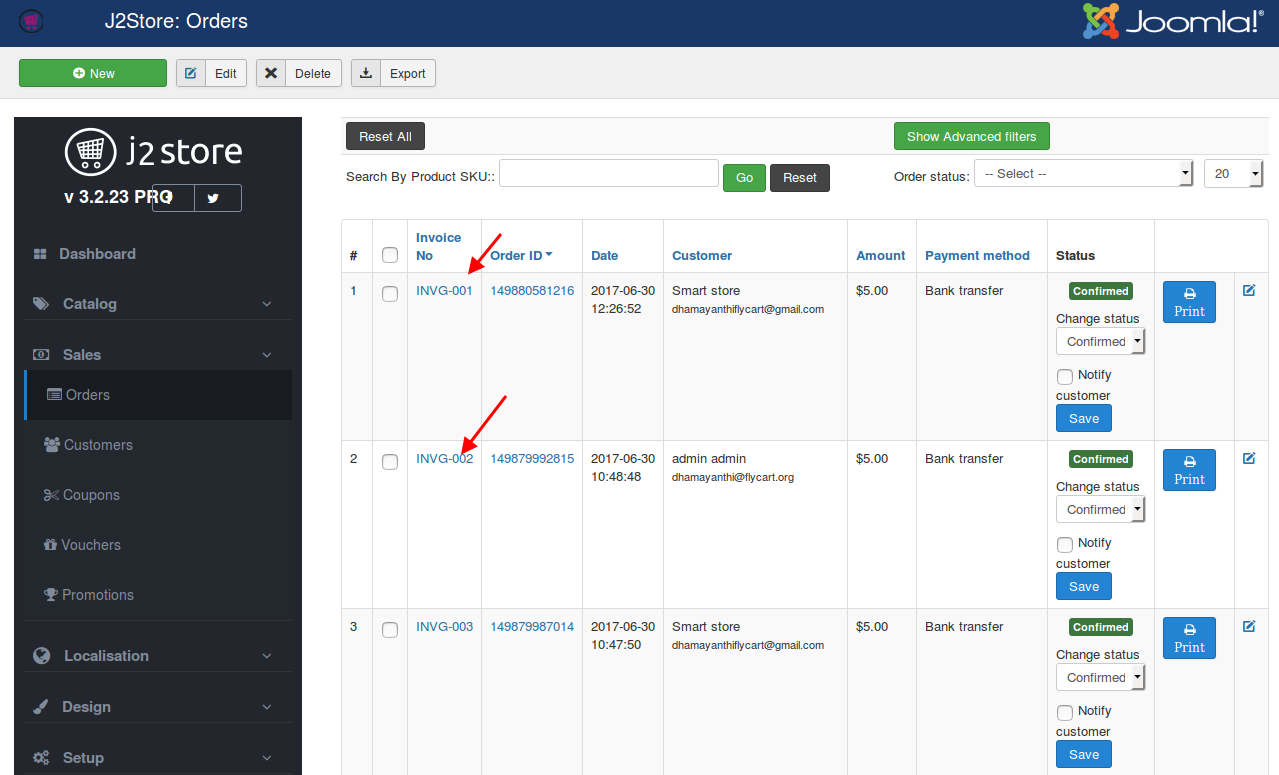 J2Store: Orders
Joomla!®
New
Edit
Delete
Export
j2store
v 3.2.23 PRO
Dashboard
Catalog
Sales
Orders
Customers
Coupons
Vouchers
Promotions
Localisation
Design
Setup
Reset All
Show Advanced filters
Search By Product SKU::
Go
Reset
Order status:
-- Select --
20
# Invoice No Order ID Date Customer Amount Payment method Status
1 INVG-001 149880581216 2017-06-30 12:26:52 Smart store $5.00 Bank transfer Confirmed
dhamayanthiflycart@gmail.com
Change status
Confirmed
Notify customer
Save
Print
2 INVG-002 149879992815 2017-06-30 10:48:48 admin admin $5.00 Bank transfer Confirmed
dhamayanthi@flycart.org
Change status
Confirmed
Notify customer
Save
Print
3 INVG-003 149879987014 2017-06-30 10:47:50 Smart store $5.00 Bank transfer Confirmed
dhamayanthiflycart@gmail.com
Change status
Confirmed
Notify customer
Save
Print